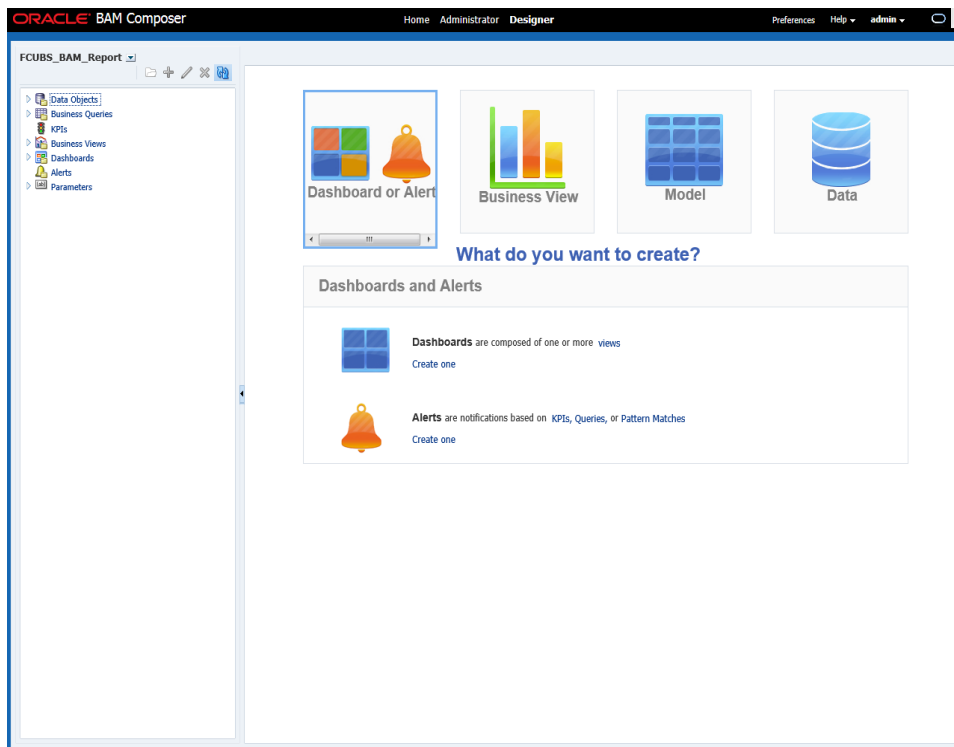 ORACLE BAM Composer Home Administrator Designer Preferences Help admin
FCUBS_BAM_Report
Data Objects
Business Queries
KPIs
Business Views
Dashboards
Alerts
Parameters
Dashboard or Alert
Business View
Model
Data
What do you want to create?
Dashboards and Alerts
Dashboards are composed of one or more views
Create one
Alerts are notifications based on KPIs, Queries, or Pattern Matches
Create one